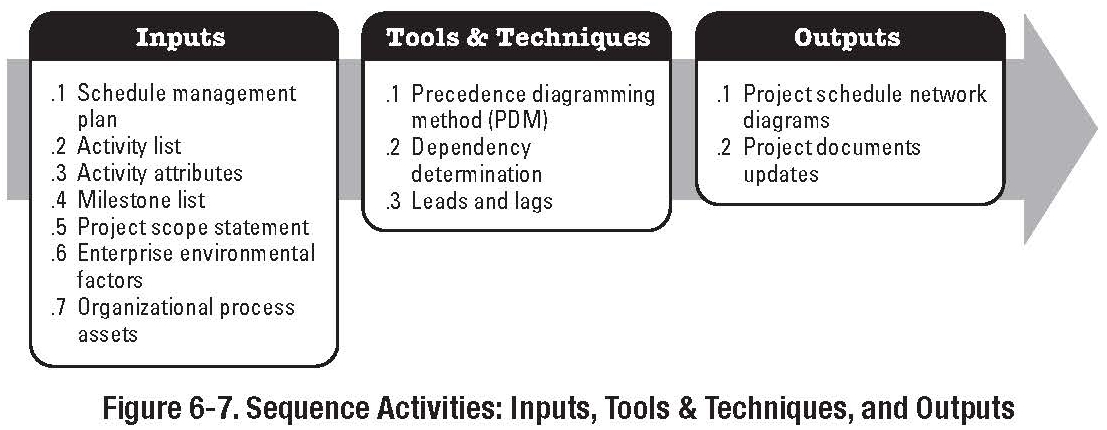 Inputs
.1 Schedule management
plan
.2 Activity list
.3 Activity attributes
.4 Milestone list
.5 Project scope statement
.6 Enterprise environmental
factors
.7 Organizational process
assets
Tools & Techniques
.1 Precedence diagramming
method (PDM)
.2 Dependency
determination
.3 Leads and lags
Outputs
.1 Project schedule network
diagrams
.2 Project documents
updates
Figure 6-7. Sequence Activities: Inputs, Tools & Techniques, and Outputs